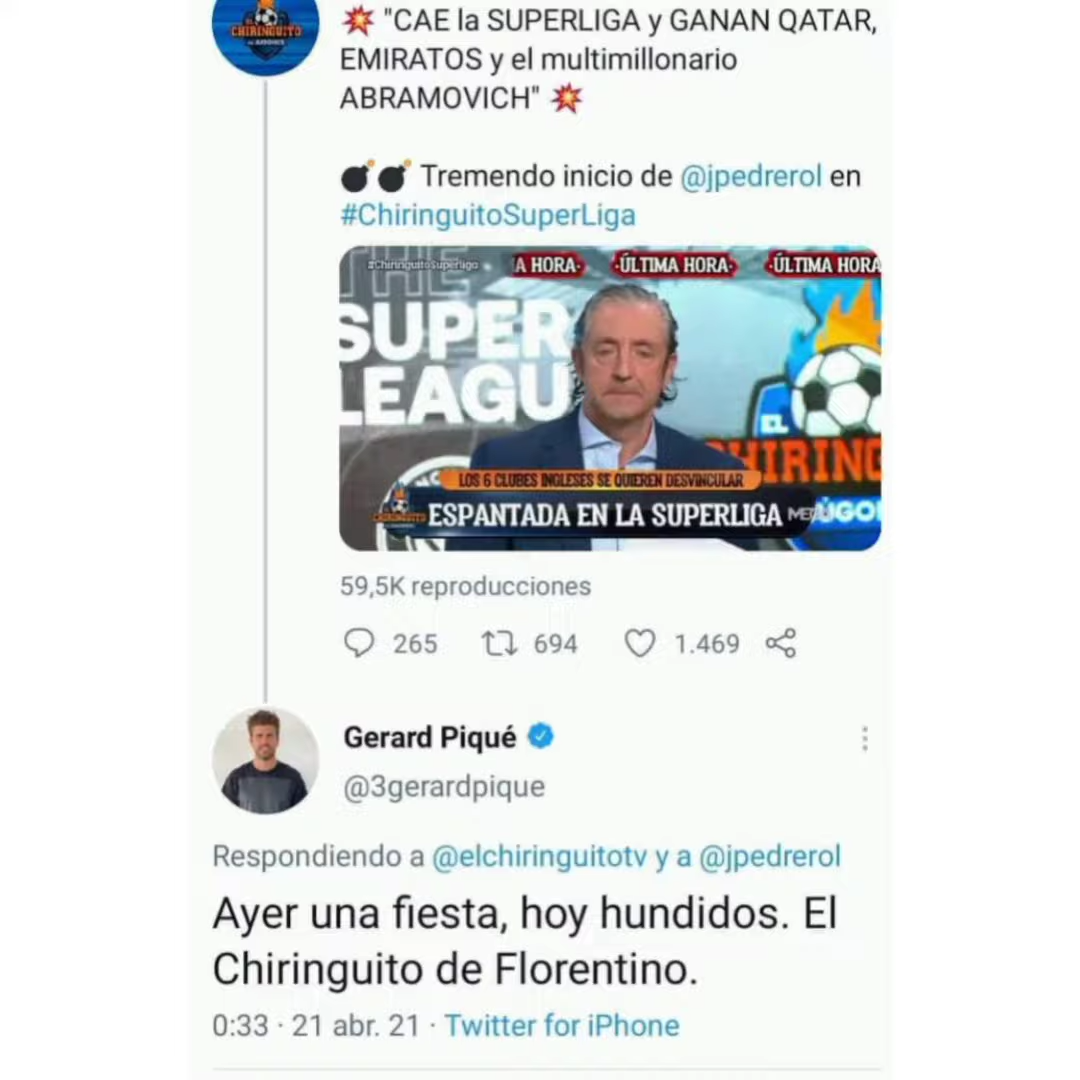 CHIRINGUITO
"CAE la SUPERLIGA y GANAN QATAR,
EMIRATOS y el multimillonario
ABRAMOVICH"
Tremendo inicio de @jpedrerol en
#ChiringuitoSuperLiga
#ChiringuitoSuperliga
A HORA· ·ÚLTIMA HORA· ·ÚLTIMA HORA
THE
SUPER
LEAGU
EL
CHIRING
LOS 6 CLUBES INGLESES SE QUIEREN DESVINCULAR
CHIRINGUITO
ESPANTADA EN LA SUPERLIGA
59,5K reproducciones
265 694 1.469
Gerard Piqué
@3gerardpique
Respondiendo a @elchiringuitotv y a @jpedrerol
Ayer una fiesta, hoy hundidos. El
Chiringuito de Florentino.
0:33 · 21 abr. 21 · Twitter for iPhone